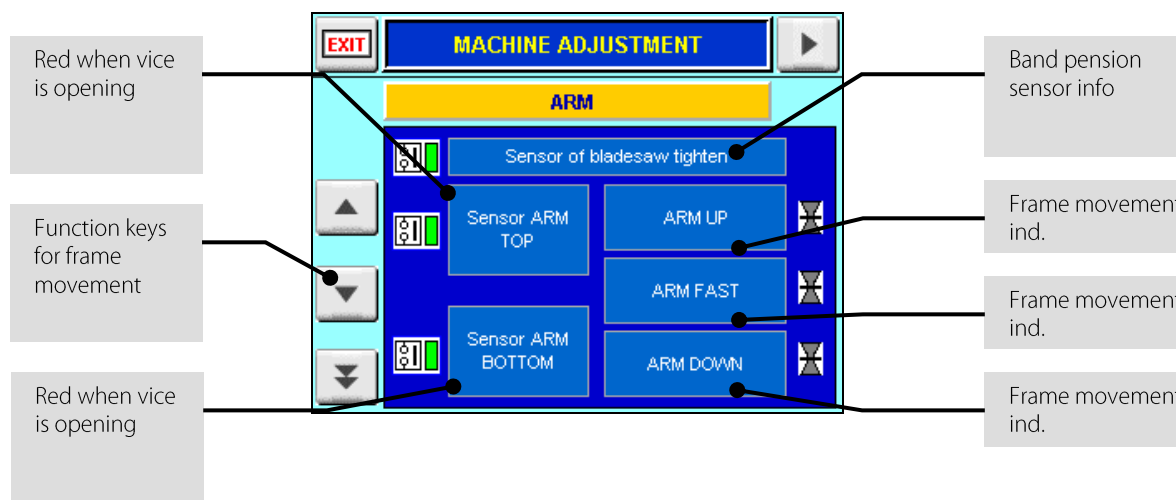 EXIT
MACHINE ADJUSTMENT
ARM
Sensor of bladesaw tighten
Sensor ARM
TOP
ARM UP
ARM FAST
Sensor ARM
BOTTOM
ARM DOWN
Red when vice
is opening
Function keys
for frame
movement
Red when vice
is opening
Band pension
sensor info
Frame movement
ind.
Frame movement
ind.
Frame movement
ind.